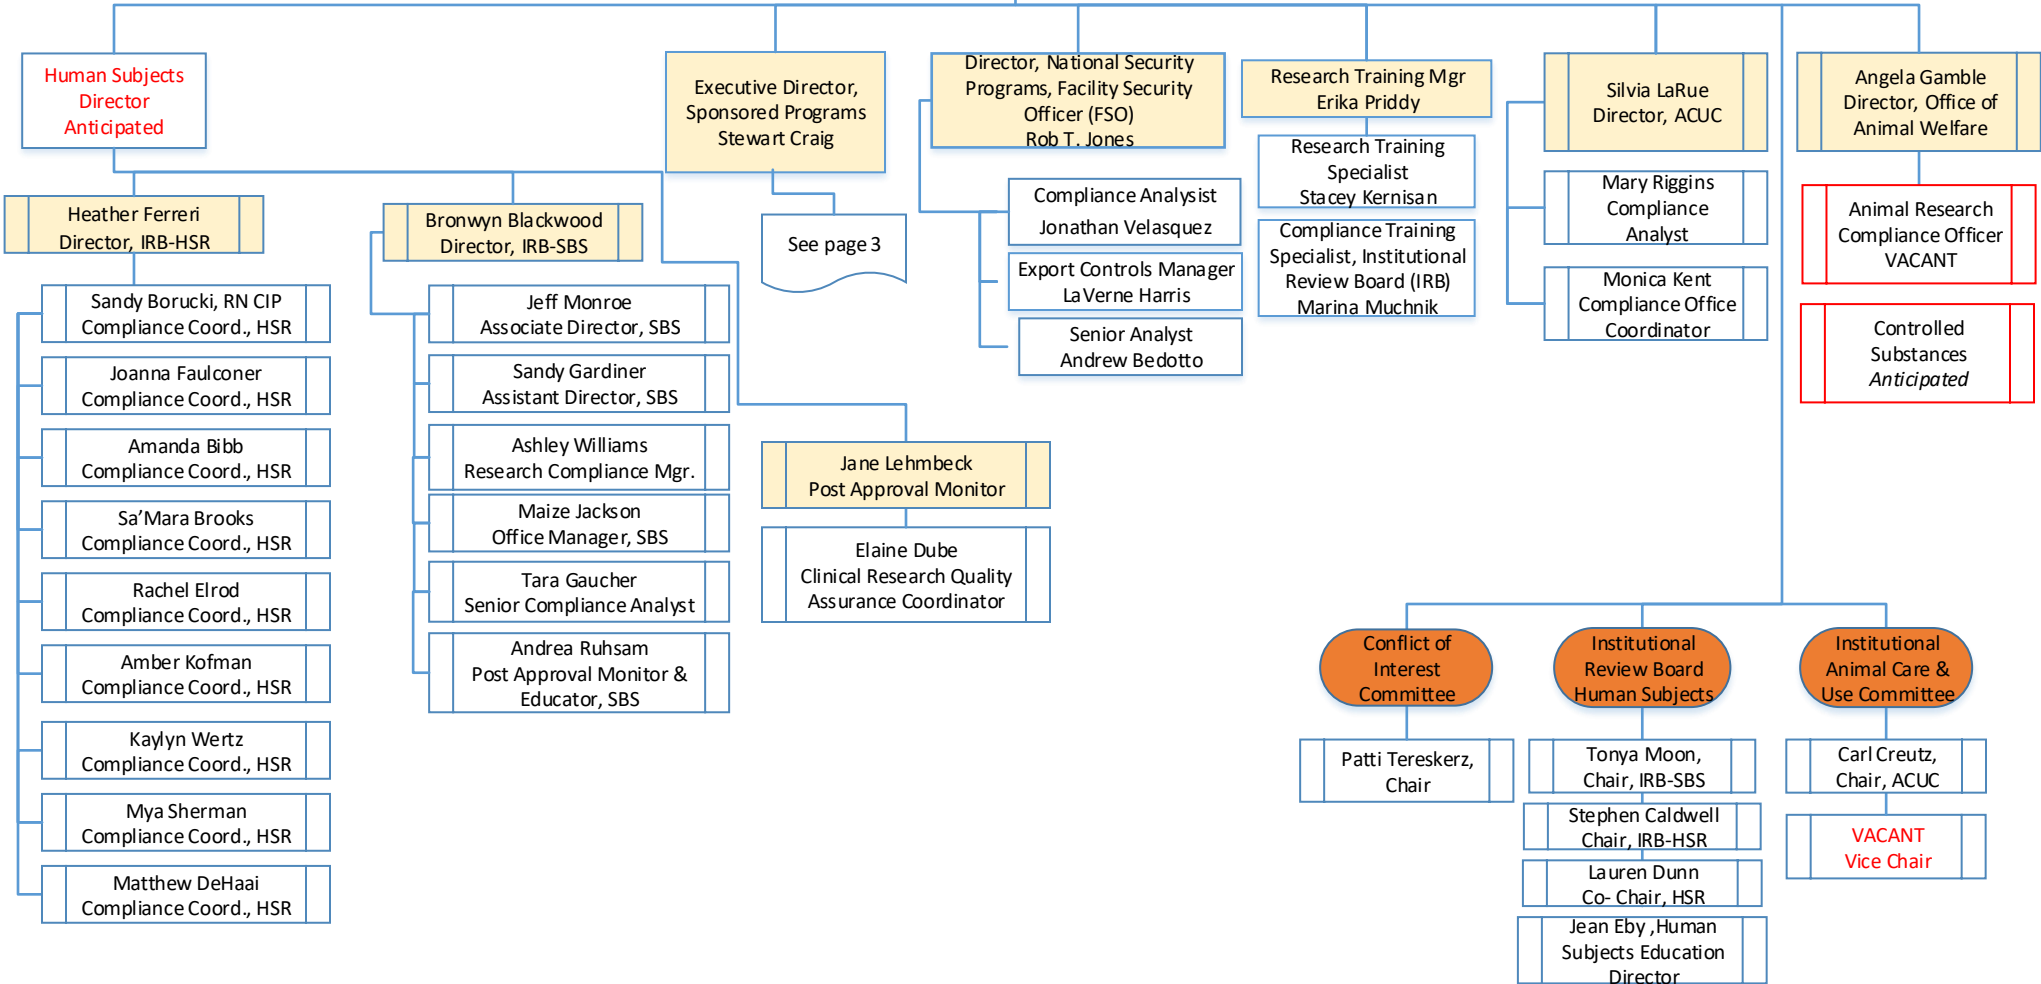 Human Subjects
Director
Anticipated
Executive Director,
Sponsored Programs
Stewart Craig
Director, National Security
Programs, Facility Security
Officer (FSO)
Rob T. Jones
Research Training Mgr
Erika Priddy
Silvia LaRue
Director, ACUC
Angela Gamble
Director, Office of
Animal Welfare
Heather Ferreri
Director, IRB-HSR
Sandy Borucki, RN CIP
Compliance Coord., HSR
Joanna Faulconer
Compliance Coord., HSR
Amanda Bibb
Compliance Coord., HSR
Sa’Mara Brooks
Compliance Coord., HSR
Rachel Elrod
Compliance Coord., HSR
Amber Kofman
Compliance Coord., HSR
Kaylyn Wertz
Compliance Coord., HSR
Mya Sherman
Compliance Coord., HSR
Matthew DeHaai
Compliance Coord., HSR
Bronwyn Blackwood
Director, IRB-SBS
Jeff Monroe
Associate Director, SBS
Sandy Gardiner
Assistant Director, SBS
Ashley Williams
Research Compliance Mgr.
Maize Jackson
Office Manager, SBS
Tara Gaucher
Senior Compliance Analyst
Andrea Ruhsam
Post Approval Monitor &
Educator, SBS
See page 3
Jane Lehmbeck
Post Approval Monitor
Elaine Dube
Clinical Research Quality
Assurance Coordinator
Compliance Analysist
Jonathan Velasquez
Export Controls Manager
LaVerne Harris
Senior Analyst
Andrew Bedotto
Research Training
Specialist
Stacey Kernisan
Compliance Training
Specialist, Institutional
Review Board (IRB)
Marina Muchnik
Mary Riggins
Compliance
Analyst
Monica Kent
Compliance Office
Coordinator
Animal Research
Compliance Officer
VACANT
Controlled
Substances
Anticipated
Conflict of
Interest
Committee
Patti Tereskerz,
Chair
Institutional
Review Board
Human Subjects
Tonya Moon,
Chair, IRB-SBS
Stephen Caldwell
Chair, IRB-HSR
Lauren Dunn
Co- Chair, HSR
Jean Eby ,Human
Subjects Education
Director
Institutional
Animal Care &
Use Committee
Carl Creutz,
Chair, ACUC
VACANT
Vice Chair